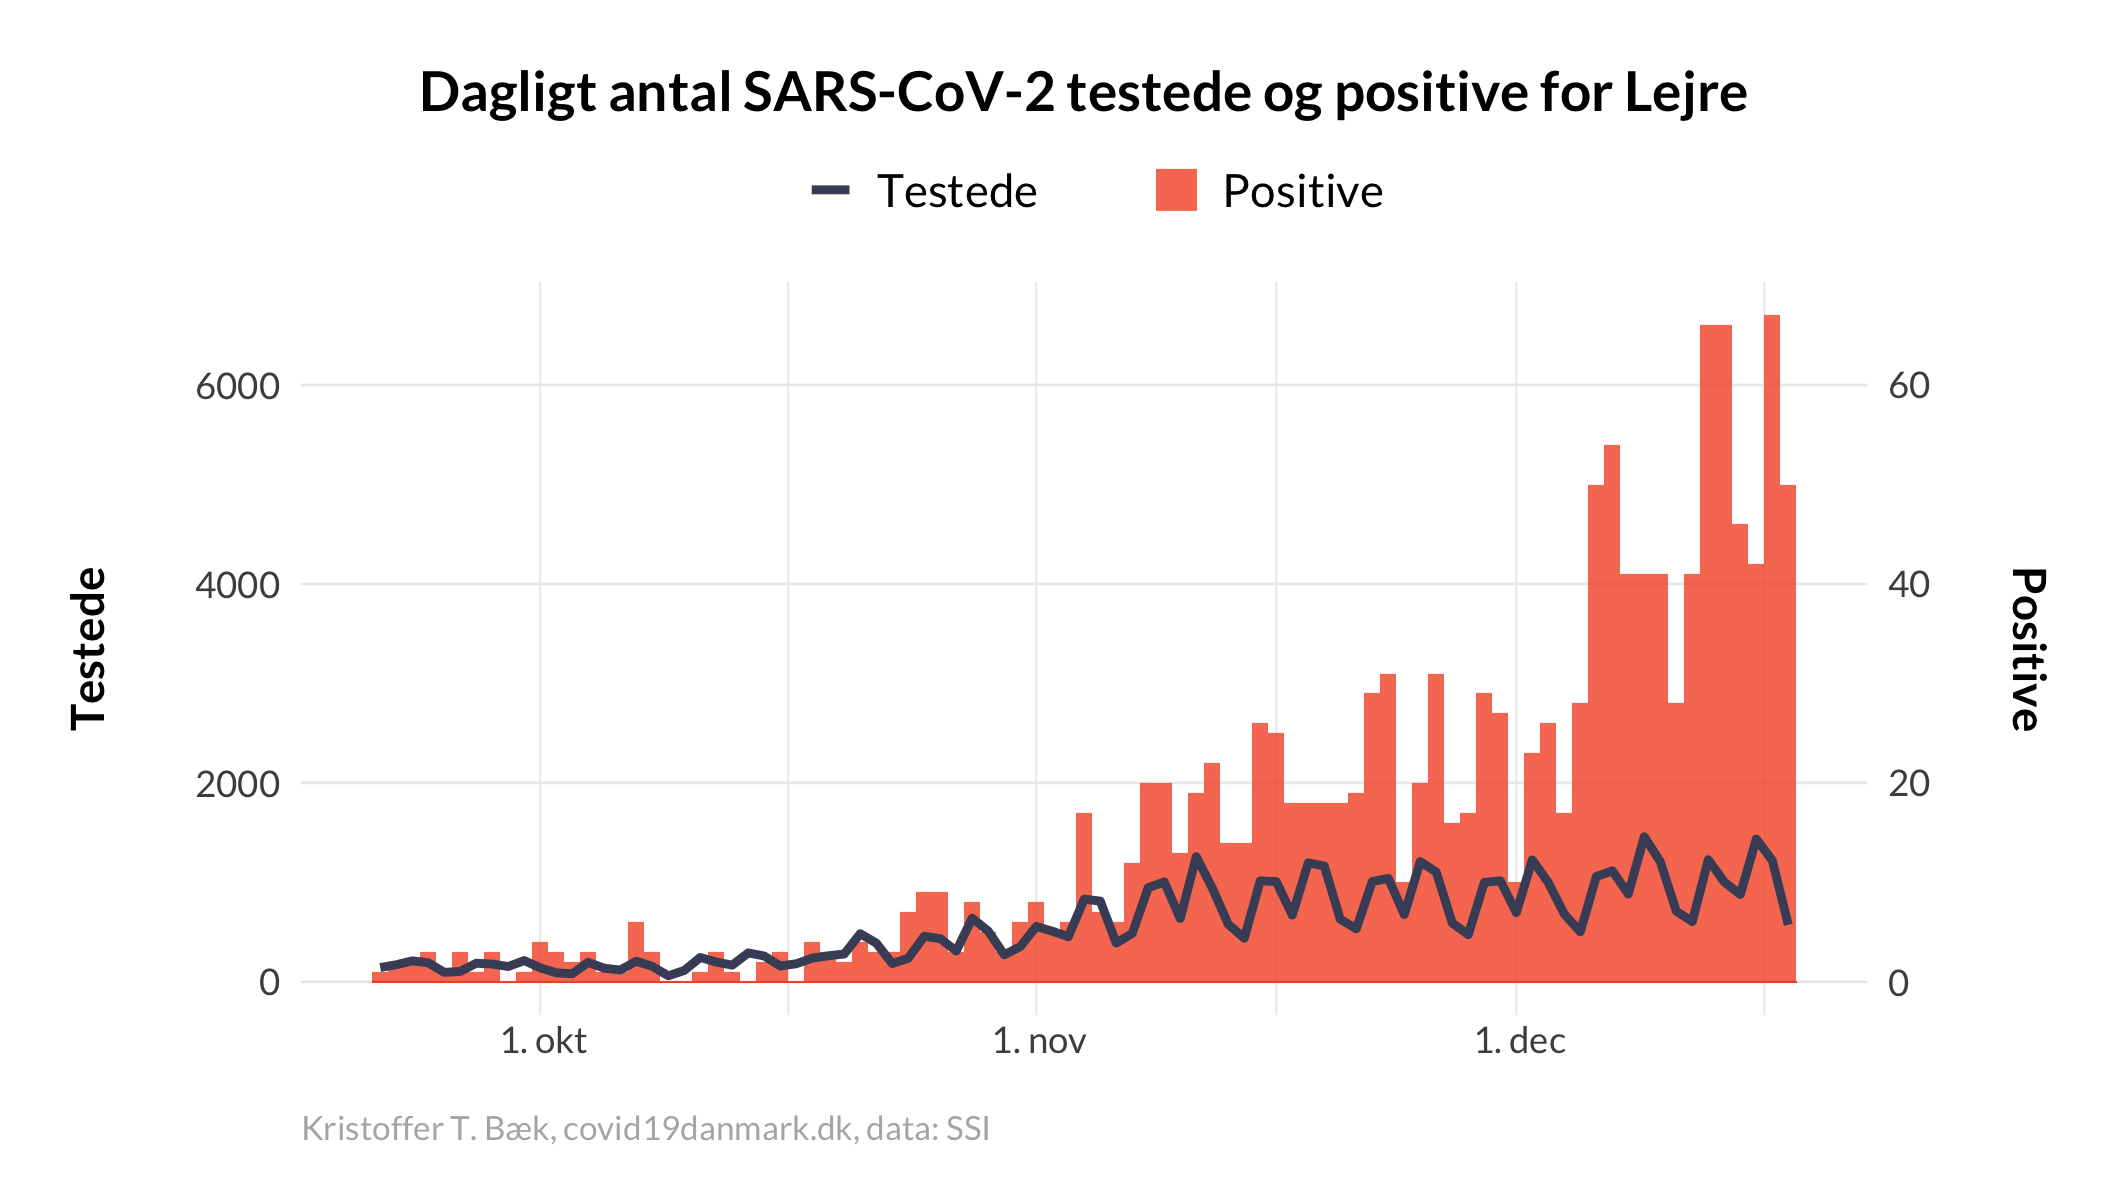 Dagligt antal SARS-CoV-2 testede og positive for Lejre
Testede
Positive
6000
4000
2000
0
60
40
20
0
Testede
Positive
1. okt
1. nov
1. dec
Kristoffer T. Bæk, covid19danmark.dk, data: SSI